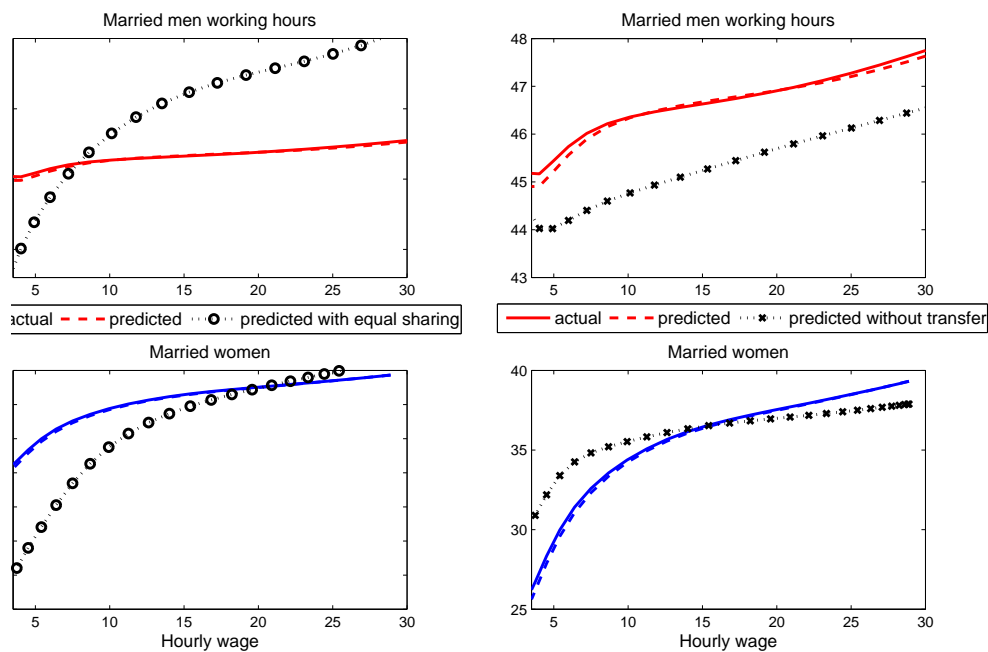 Married men working hours
5 10 15 20 25 30
actual predicted predicted with equal sharing
Married women
5 10 15 20 25 30
Hourly wage
Married men working hours
48
47
46
45
44
43
5 10 15 20 25 30
actual predicted predicted without transfer
Married women
40
35
30
25
5 10 15 20 25 30
Hourly wage